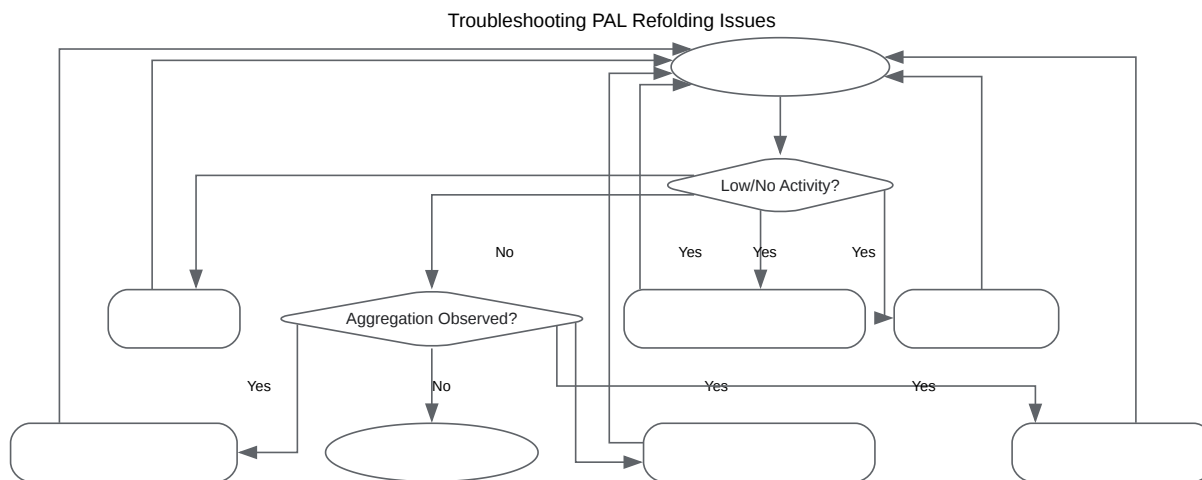 Troubleshooting PAL Refolding Issues
Low/No Activity?
No
Yes
Yes
Yes
Aggregation Observed?
Yes
No
Yes
Yes